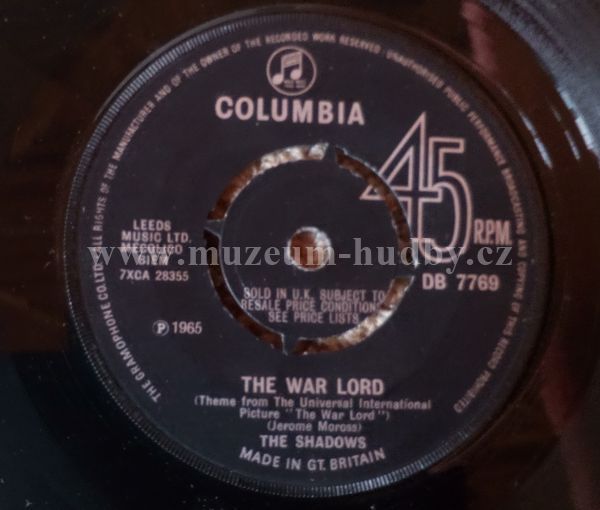 ALL RIGHTS OF THE MANUFACTURER AND OF THE OWNER OF THE RECORDED WORK RESERVED · UNAUTHORISED PUBLIC PERFORMANCE BROADCASTING AND COPYING OF THIS RECORD PROHIBITED
THE GRAMOPHONE CO. LTD.
COLUMBIA
45
RPM
DB 7769
LEEDS
MUSIC LTD.
MECOLICO
BIEM
7XCA 28355
www.muzeum-hudby.cz
SOLD IN U.K. SUBJECT TO
RESALE PRICE CONDITIONS
SEE PRICE LISTS
℗ 1965
THE WAR LORD
(Theme from The Universal International
Picture "The War Lord")
(Jerome Moross)
THE SHADOWS
MADE IN GT. BRITAIN